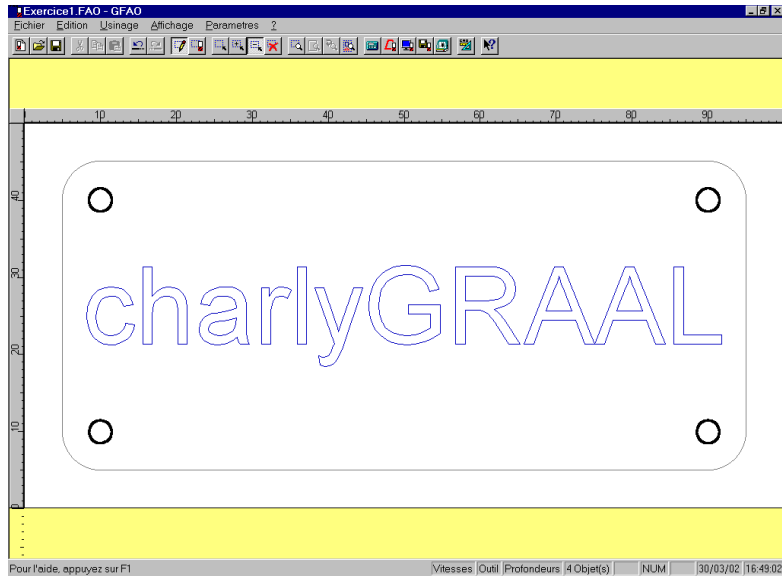 Exercice1.FAO - GFAO
Fichier Edition Usinage Affichage Parametres ?
10 20 30 40 50 60 70 80 90
40
30
charlyGRAAL
20
10
0
Pour l'aide, appuyez sur F1 Vitesses Outil Profondeurs 4 Objet(s) NUM 30/03/02 16:49:02